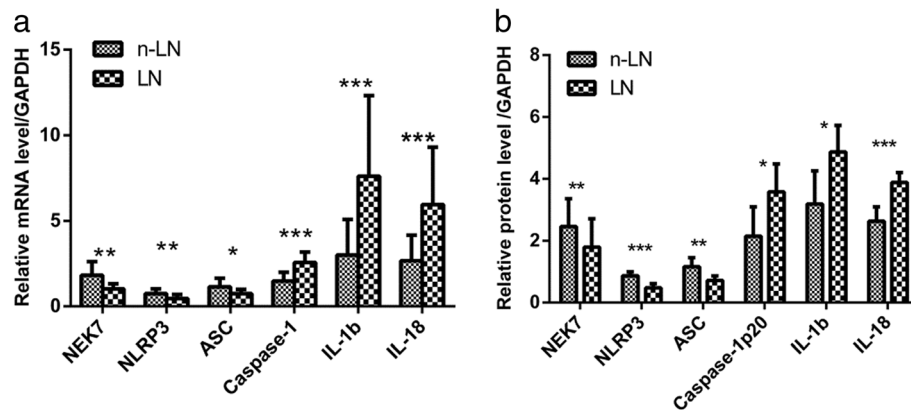 a
Relative mRNA level/GAPDH
15
10
5
0
n-LN
LN
**
**
*
***
***
***
NEK7
NLRP3
ASC
Caspase-1
IL-1b
IL-18
b
Relative protein level /GAPDH
8
6
4
2
0
n-LN
LN
**
***
**
*
*
***
NEK7
NLRP3
ASC
Caspase-1p20
IL-1b
IL-18